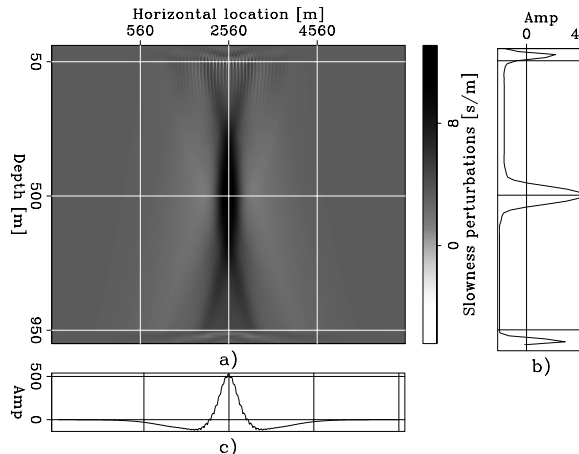 Horizontal location [m]
560 2560 4560
50
500
950
Depth [m]
a)
8
0
Slowness perturbations [s/m]
Amp
0 4
b)
500
0
Amp
c)